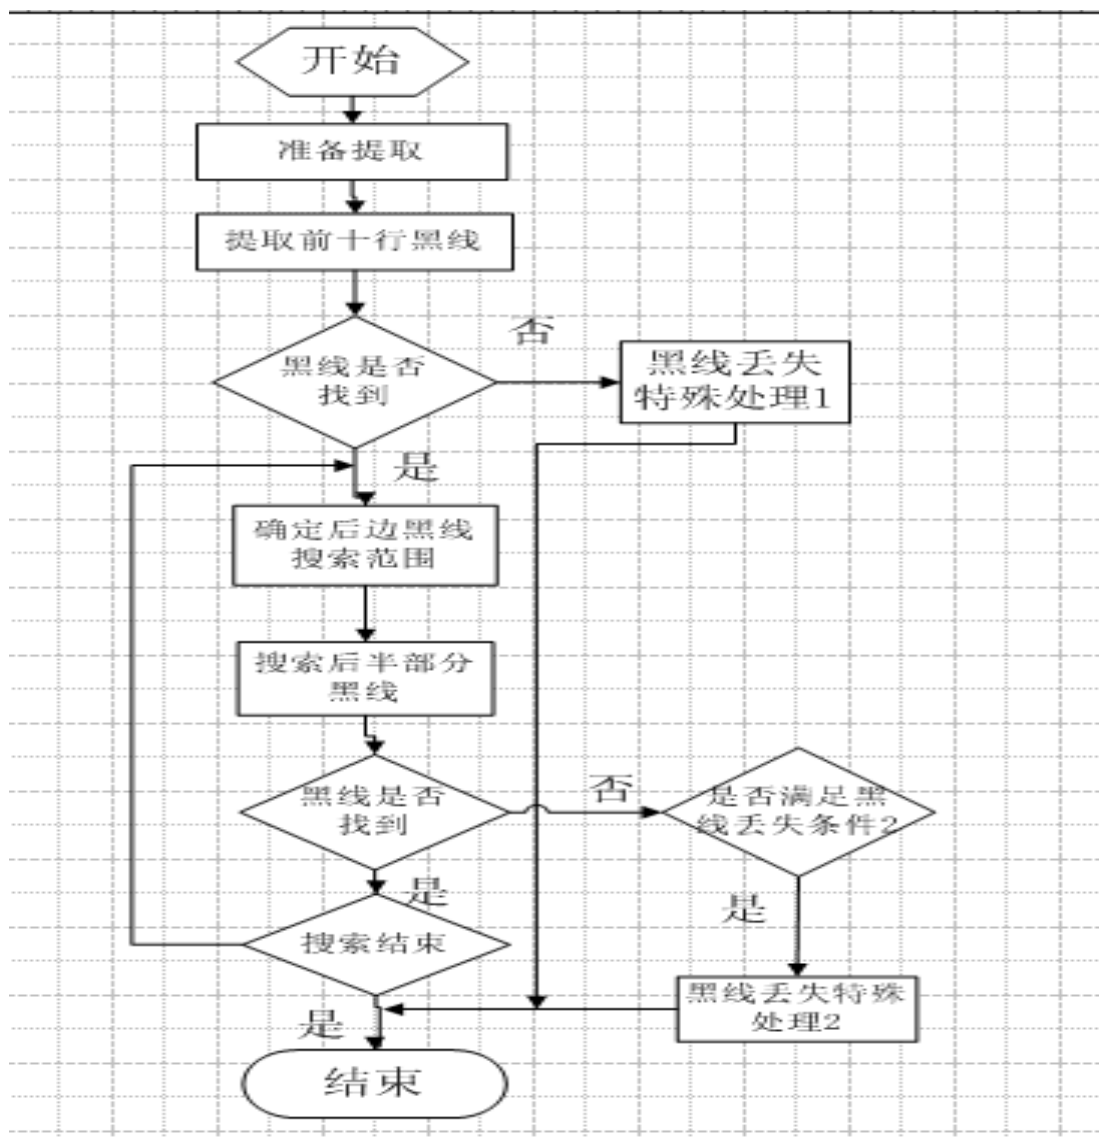 开始
准备提取
提取前十行黑线
黑线是否
找到
否
黑线丢失
特殊处理1
是
确定后边黑线
搜索范围
搜索后半部分
黑线
黑线是否
找到
否
是否满足黑
线丢失条件2
是
是
搜索结束
黑线丢失特殊
处理2
是
结束